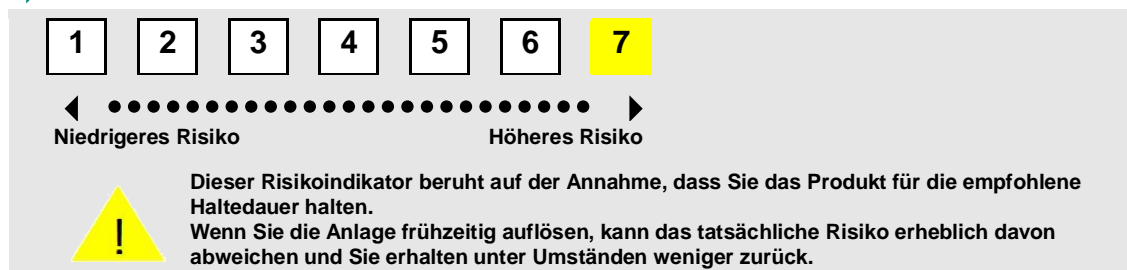 1 2 3 4 5 6 7
Niedrigeres Risiko Höheres Risiko
Dieser Risikoindikator beruht auf der Annahme, dass Sie das Produkt für die empfohlene
Haltedauer halten.
Wenn Sie die Anlage frühzeitig auflösen, kann das tatsächliche Risiko erheblich davon
abweichen und Sie erhalten unter Umständen weniger zurück.
!